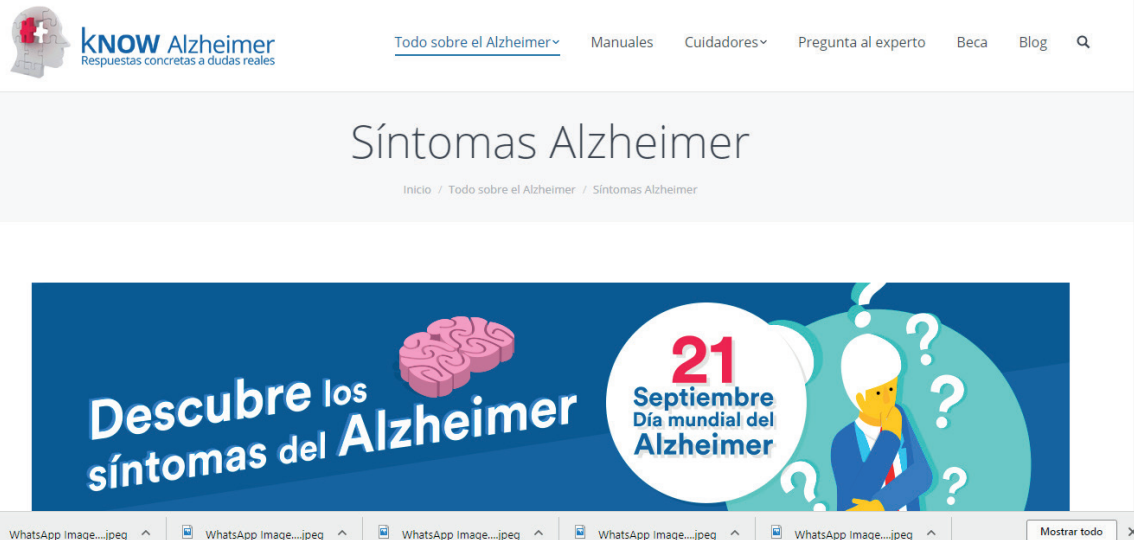 kNOW Alzheimer
Respuestas concretas a dudas reales
Todo sobre el Alzheimer
Manuales
Cuidadores
Pregunta al experto
Beca
Blog
Síntomas Alzheimer
Inicio / Todo sobre el Alzheimer / Síntomas Alzheimer
Descubre los
síntomas del Alzheimer
21
Septiembre
Día mundial del
Alzheimer
? ? ? ? ? ?
WhatsApp Image....jpeg
WhatsApp Image....jpeg
WhatsApp Image....jpeg
WhatsApp Image....jpeg
WhatsApp Image....jpeg
Mostrar todo